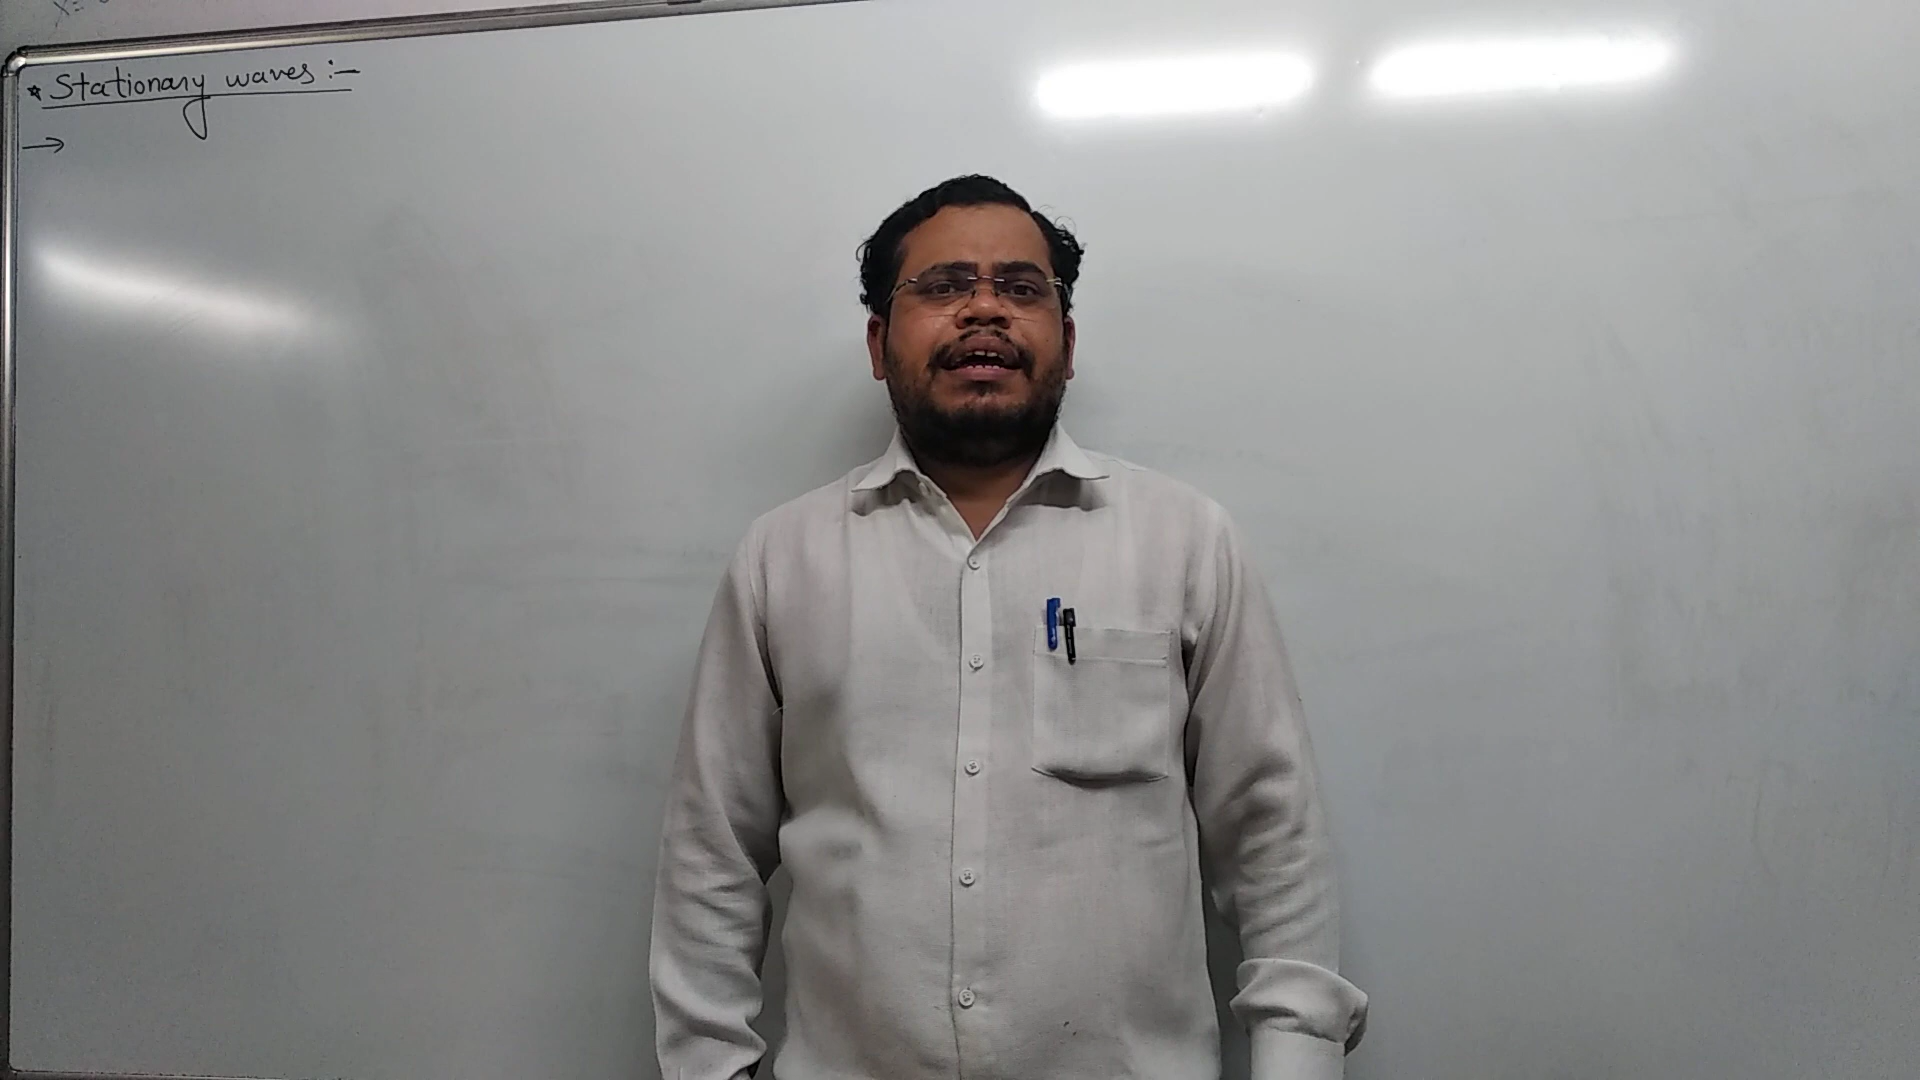 * Stationary waves :-
→